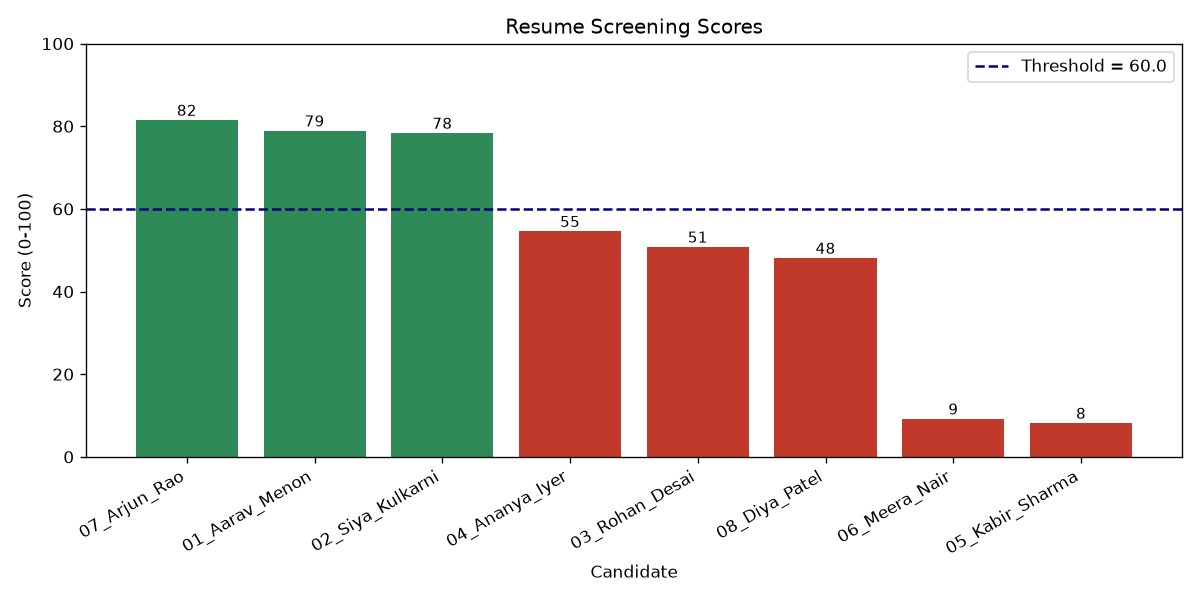 Resume Screening Scores
Threshold = 60.0
Score (0-100)
100
80
60
40
20
0
82
79
78
55
51
48
9
8
07_Arjun_Rao
01_Aarav_Menon
02_Siya_Kulkarni
04_Ananya_Iyer
03_Rohan_Desai
08_Diya_Patel
06_Meera_Nair
05_Kabir_Sharma
Candidate